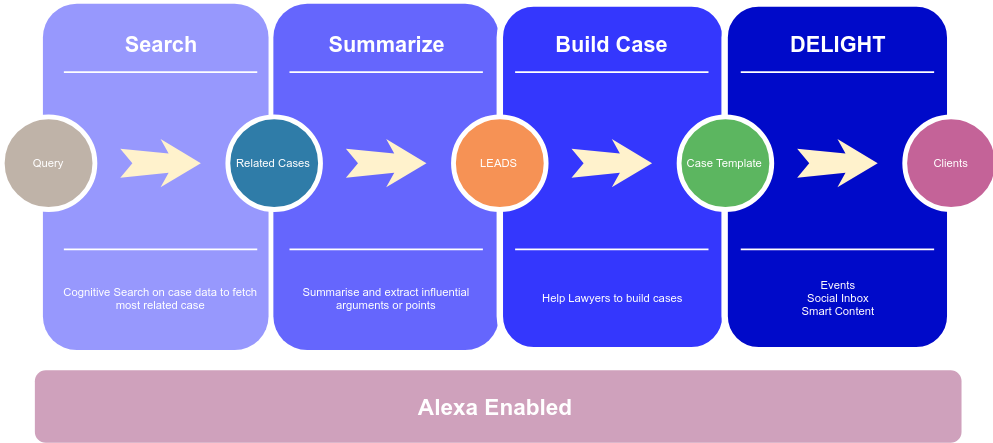 Search
Summarize
Build Case
DELIGHT
Query
Related Cases
LEADS
Case Template
Clients
Cognitive Search on case data to fetch
most related case
Summarise and extract influential
arguments or points
Help Lawyers to build cases
Events
Social Inbox
Smart Content
Alexa Enabled